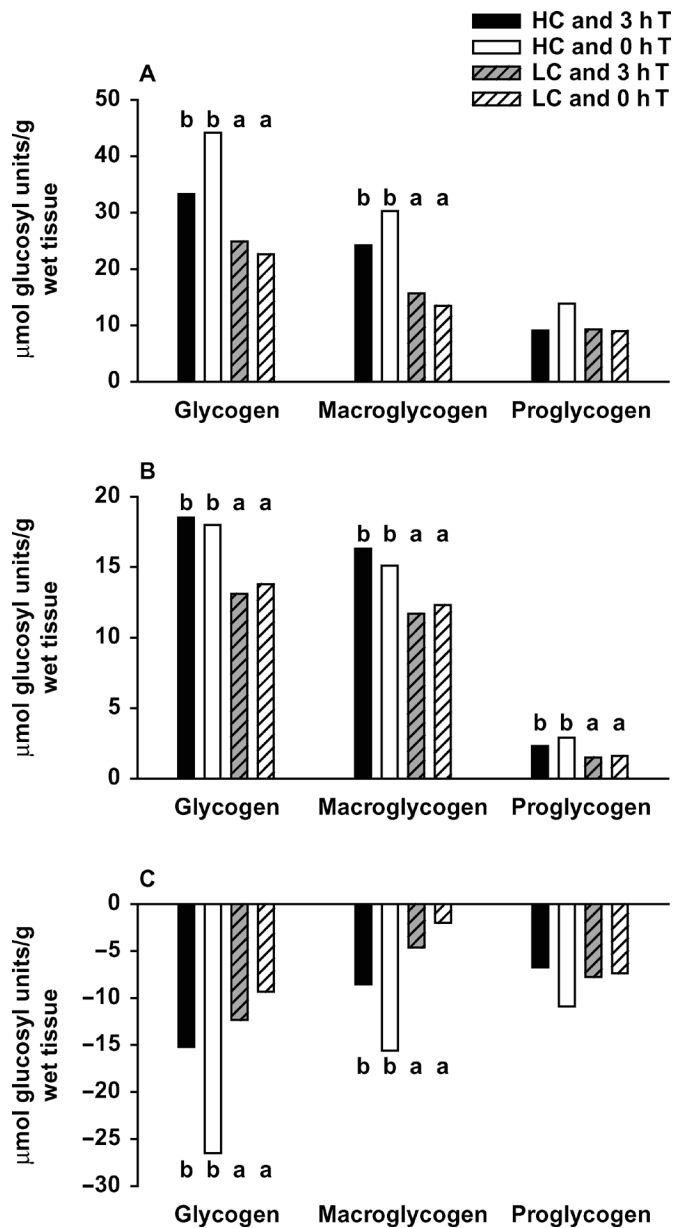 HC and 3 h T
HC and 0 h T
LC and 3 h T
LC and 0 h T
A
µmol glucosyl units/g
wet tissue
50
40
30
20
10
0
b b a a
b b a a
Glycogen Macroglycogen Proglycogen
B
µmol glucosyl units/g
wet tissue
20
15
10
5
0
b b a a
b b a a
b b a a
Glycogen Macroglycogen Proglycogen
C
µmol glucosyl units/g
wet tissue
0
−5
−10
−15
−20
−25
−30
b b a a
b b a a
Glycogen Macroglycogen Proglycogen